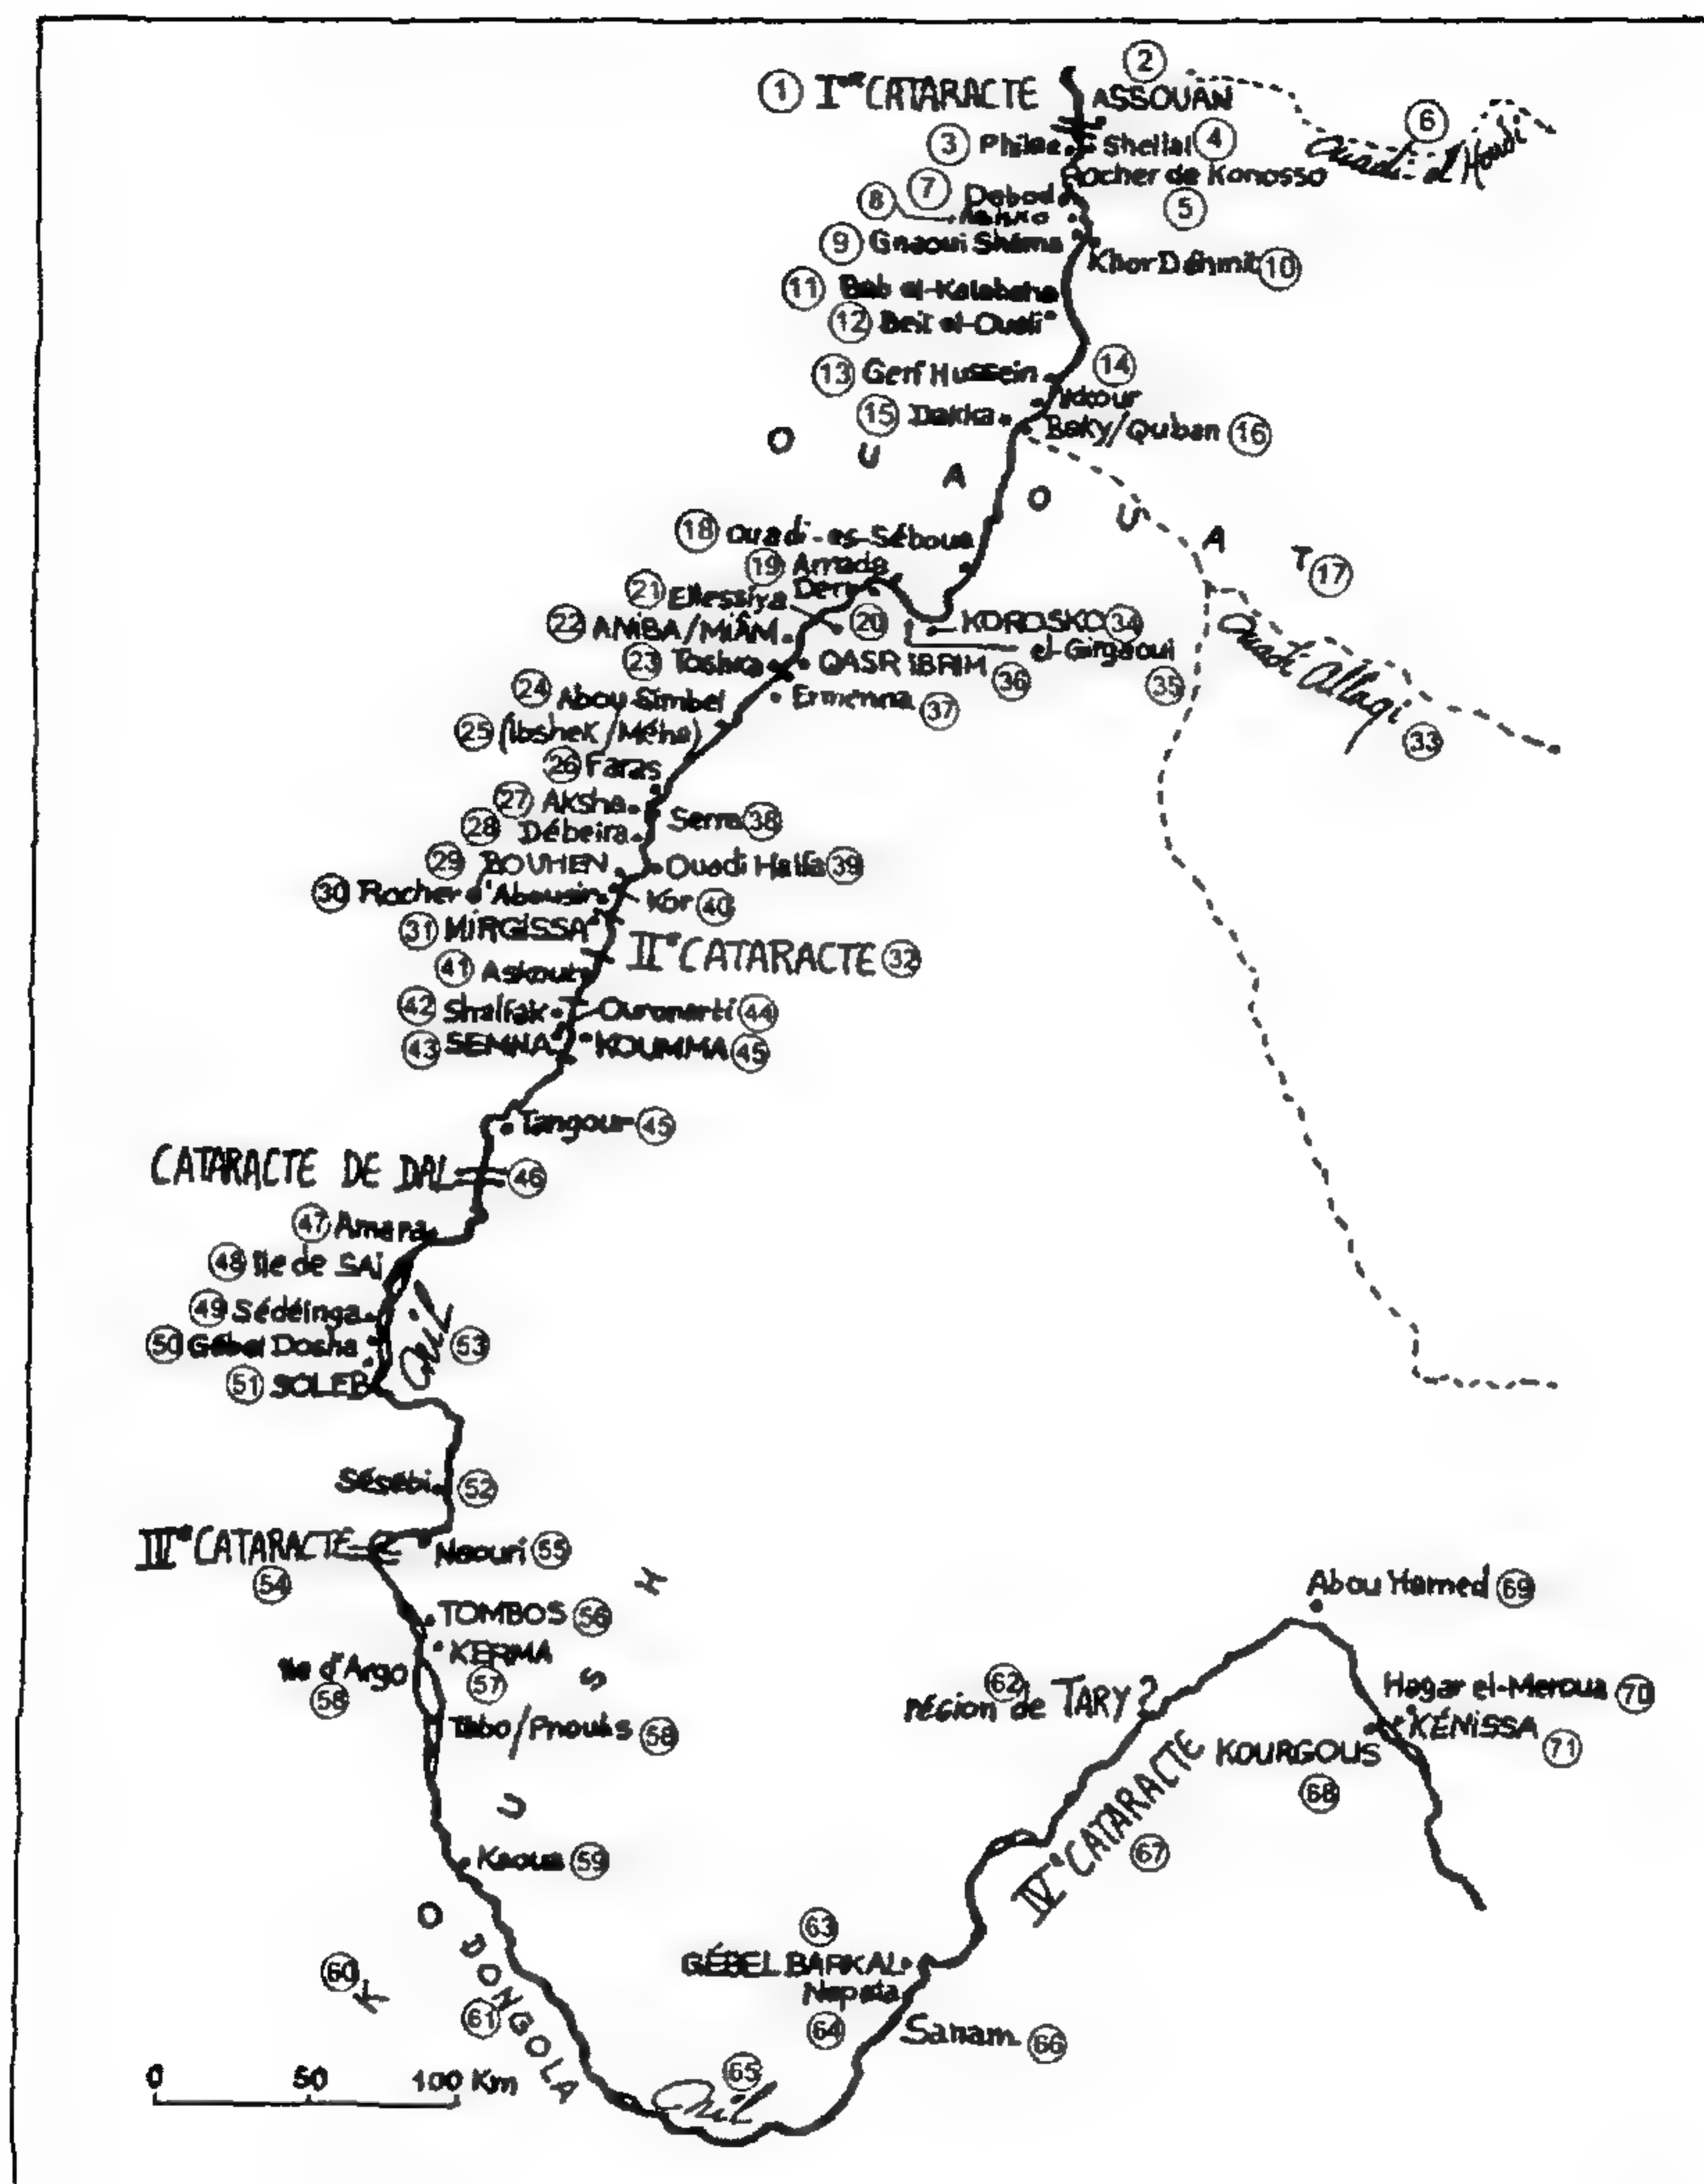 ① Iᵉʳ CATARACTE
② ASSOUAN
③ Philae
Shellal ④
Rocher de Konosso
⑤
Ouadi-el Houdi ⑥
⑦ Debod
⑧
⑨ Gnaoui Shéma
Khor Déhmit ⑩
⑪ Bab el-Kalabsha
⑫ Beit el-Ouali
⑬ Gerf Hussein
⑭ Ikkour
⑮ Dakka
Beky/Quban ⑯
OUAOUAT ⑰
⑱ Ouadi-es-Séboua
⑲ Amada
Derr ⑳
㉑ Ellessiya
㉒ ANIBA/MIÂM
㉓ Toshka
KOROSKO ㉞
el-Girgaoui
㉟
QASR IBRIM ㊱
㉔ Abou Simbel
Ermenna ㊲
㉕ (Ibshek/Méha)
Ouadi Allaqi ㉝
㉖ Faras
㉗ Aksha
Serra ㊳
㉘ Débeira
㉙ BOUHEN
Ouadi Halfa ㊴
㉚ Rocher d'Abousir
Kor ㊵
㉛ MIRGISSA
IIᵉ CATARACTE ㉜
㊶ Askout
㊷ Shalfak
Ouronarti ㊹
㊸ SEMNA
KOUMMA ㊺
Tangour ㊺
CATARACTE DE DAL ㊻
㊼ Amara
㊽ Ile de SAÏ
㊾ Sédéinga
㊿ Gébel Dosha
Nil (53)
(51) SOLEB
Sésébi (52)
IIIᵉ CATARACTE
(54)
Naouri (55)
TOMBOS (56)
KERMA
(57)
Ile d'Argo
(58)
Tabo/Pnoubs (58)
Kaoua (59)
KOUSH
(60)
DONGOLA
(61)
(62)
région de TARY ?
Abou Hamed (69)
Hagar el-Meroua (70)
KÉNISSA
(71)
KOURGOUS
(68)
IVᵉ CATARACTE
(67)
(63)
GÉBEL BARKAL
Napata
(64)
Sanam (66)
(65)
Nil
0 50 100 Km